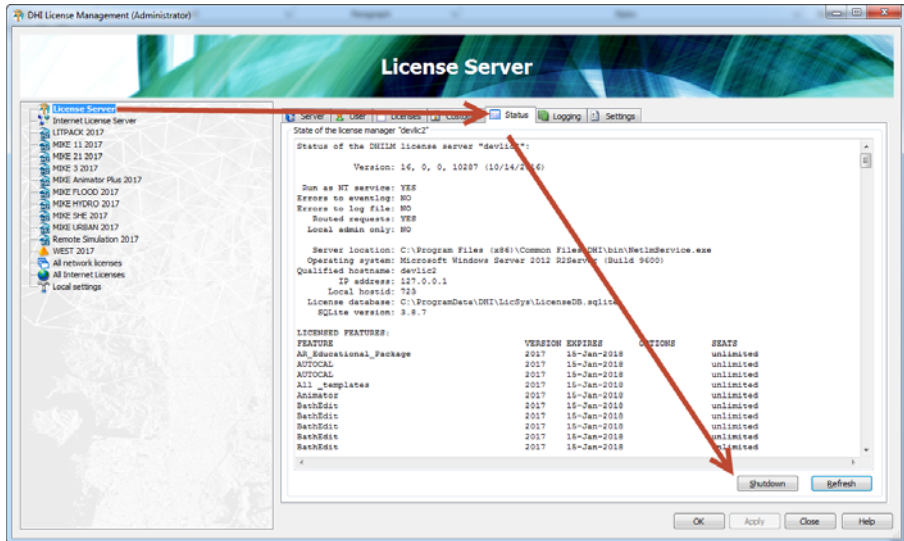 DHI License Management (Administrator)
License Server
License Server
Internet License Server
LITPACK 2017
MIKE 11 2017
MIKE 21 2017
MIKE 3 2017
MIKE Animator Plus 2017
MIKE FLOOD 2017
MIKE HYDRO 2017
MIKE SHE 2017
MIKE URBAN 2017
Remote Simulation 2017
WEST 2017
All network licenses
All Internet Licenses
Local settings
Server User Licenses Status Logging Settings
State of the license manager "devlic2"
Status of the DHILM license server "devlic2":
Version: 16, 0, 0, 10287 (10/14/2016)
Run as NT service: YES
Errors to eventlog: NO
Errors to log file: NO
Routed requests: YES
Local admin only: NO
Server location: C:\Program Files (x86)\Common Files\DHI\bin\NetlmService.exe
Operating system: Microsoft Windows Server 2012 R2Server (Build 9600)
Qualified hostname: devlic2
IP address: 127.0.0.1
Local hostid: 723
License database: C:\ProgramData\DHI\LicSys\LicenseDB.sqlite
SQLite version: 3.8.7
LICENSED FEATURES:
FEATURE VERSION EXPIRES OPTIONS SEATS
AR_Educational_Package 2017 15-Jan-2018 unlimited
AUTOCAL 2017 15-Jan-2018 unlimited
AUTOCAL 2017 15-Jan-2018 unlimited
All _templates 2017 15-Jan-2018 unlimited
Animator 2017 15-Jan-2018 unlimited
BathEdit 2017 15-Jan-2018 unlimited
BathEdit 2017 15-Jan-2018 unlimited
BathEdit 2017 15-Jan-2018 unlimited
BathEdit 2017 15-Jan-2018 unlimited
BathEdit 2017 15-Jan-2018 unlimited
Shutdown Refresh
OK Apply Close Help